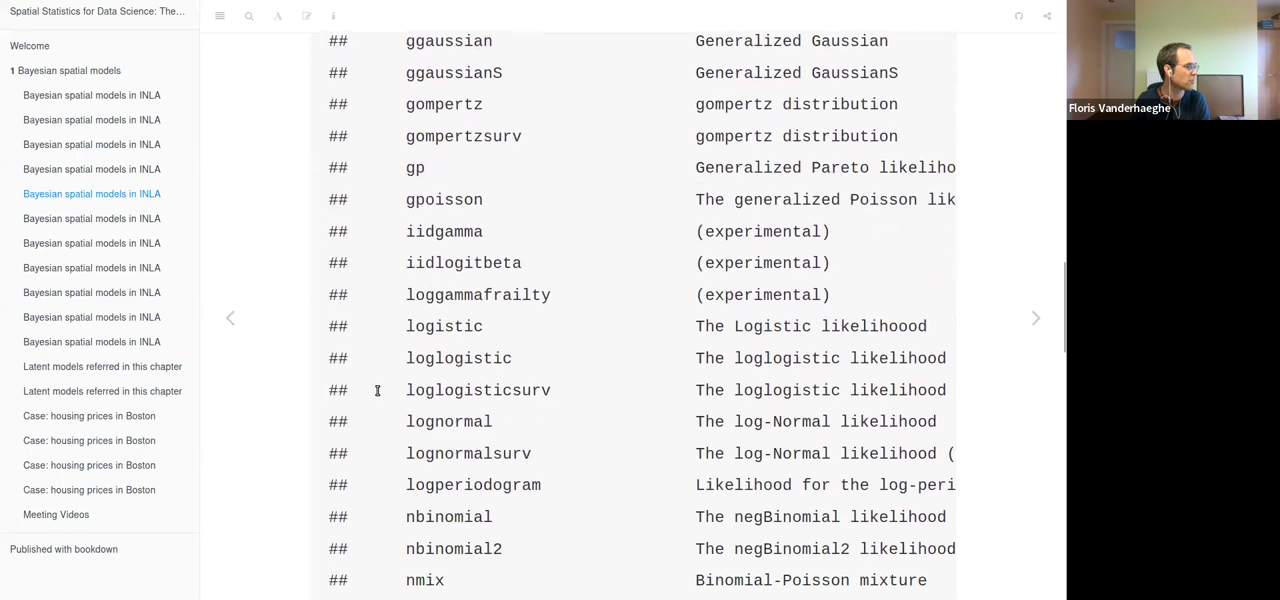 Spatial Statistics for Data Science: The...
Welcome
1 Bayesian spatial models
Bayesian spatial models in INLA
Bayesian spatial models in INLA
Bayesian spatial models in INLA
Bayesian spatial models in INLA
Bayesian spatial models in INLA
Bayesian spatial models in INLA
Bayesian spatial models in INLA
Bayesian spatial models in INLA
Bayesian spatial models in INLA
Bayesian spatial models in INLA
Bayesian spatial models in INLA
Latent models referred in this chapter
Latent models referred in this chapter
Case: housing prices in Boston
Case: housing prices in Boston
Case: housing prices in Boston
Case: housing prices in Boston
Meeting Videos
Published with bookdown
## ggaussian Generalized Gaussian
## ggaussianS Generalized GaussianS
## gompertz gompertz distribution
## gompertzsurv gompertz distribution
## gp Generalized Pareto likeliho
## gpoisson The generalized Poisson lik
## iidgamma (experimental)
## iidlogitbeta (experimental)
## loggammafrailty (experimental)
## logistic The Logistic likelihoood
## loglogistic The loglogistic likelihood
## loglogisticsurv The loglogistic likelihood
## lognormal The log-Normal likelihood
## lognormalsurv The log-Normal likelihood (
## logperiodogram Likelihood for the log-peri
## nbinomial The negBinomial likelihood
## nbinomial2 The negBinomial2 likelihood
## nmix Binomial-Poisson mixture
Floris Vanderhaeghe